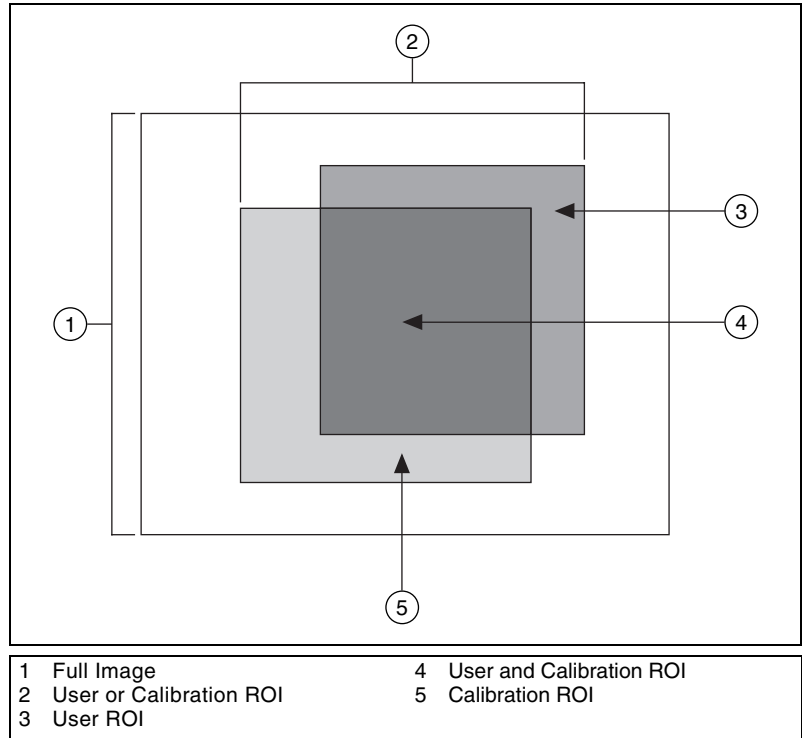 2
3
1
4
5
1 Full Image
2 User or Calibration ROI
3 User ROI
4 User and Calibration ROI
5 Calibration ROI